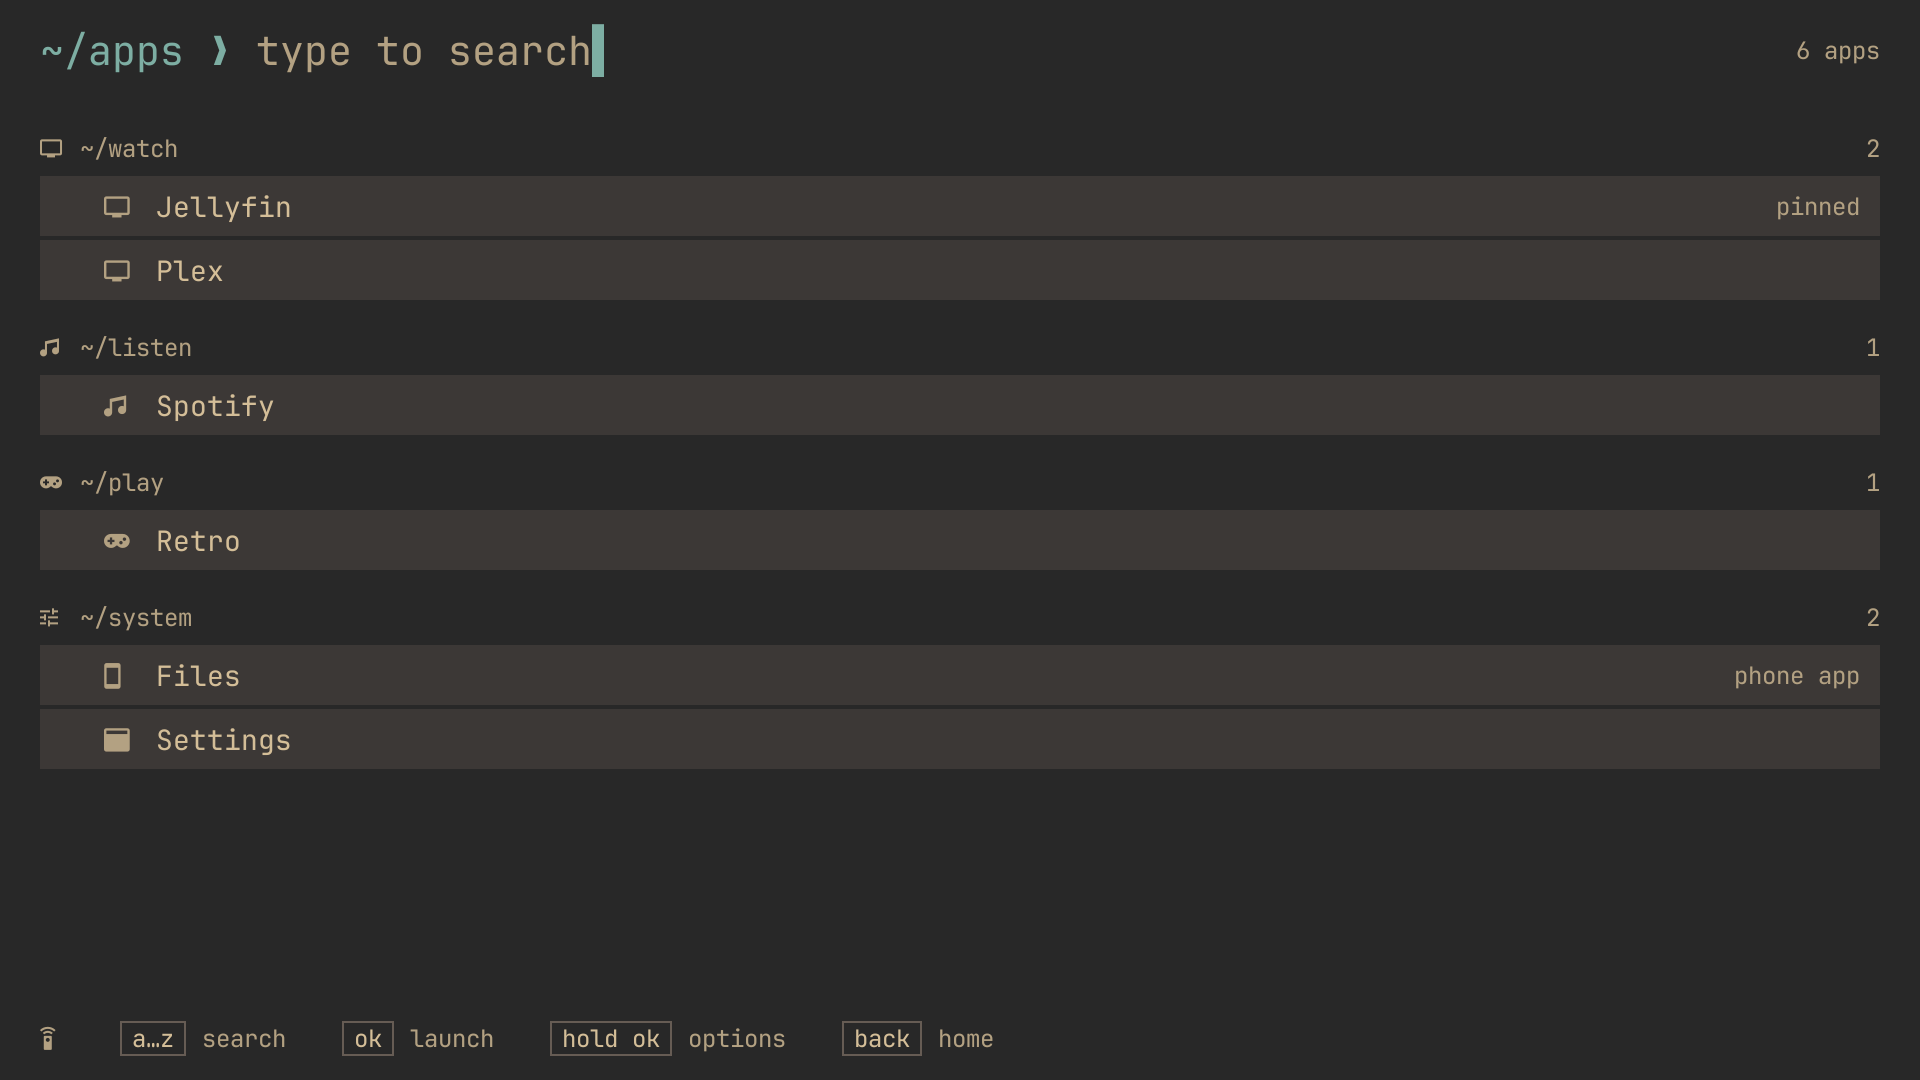 ~/apps ❯ type to search
6 apps
~/watch 2
Jellyfin pinned
Plex
~/listen 1
Spotify
~/play 1
Retro
~/system 2
Files phone app
Settings
a…z search ok launch hold ok options back home